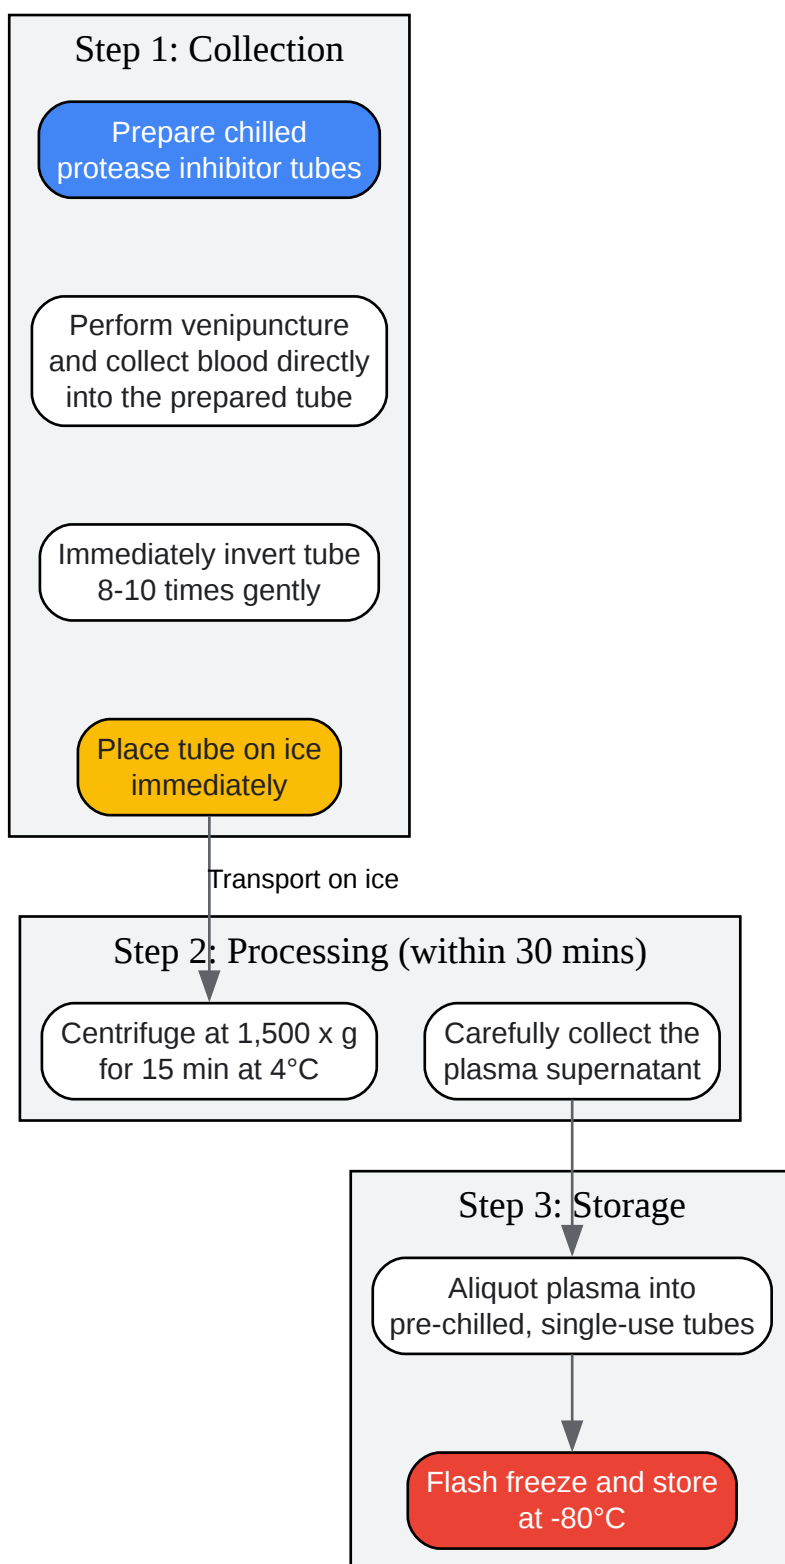 Step 1: Collection
Prepare chilled
protease inhibitor tubes
Perform venipuncture
and collect blood directly
into the prepared tube
Immediately invert tube
8-10 times gently
Place tube on ice
immediately
Transport on ice
Step 2: Processing (within 30 mins)
Centrifuge at 1,500 x g
for 15 min at 4°C
Carefully collect the
plasma supernatant
Step 3: Storage
Aliquot plasma into
pre-chilled, single-use tubes
Flash freeze and store
at -80°C